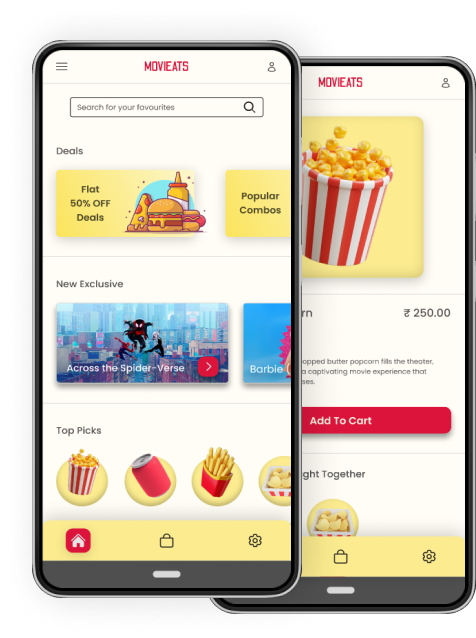 MOVIEATS
Search for your favourites
Deals
Flat
50% OFF
Deals
Popular
Combos
New Exclusive
Across the Spider-Verse
Barbie
Top Picks
MOVIEATS
rn
₹ 250.00
opped butter popcorn fills the theater,
a captivating movie experience that
ses.
Add To Cart
ght Together